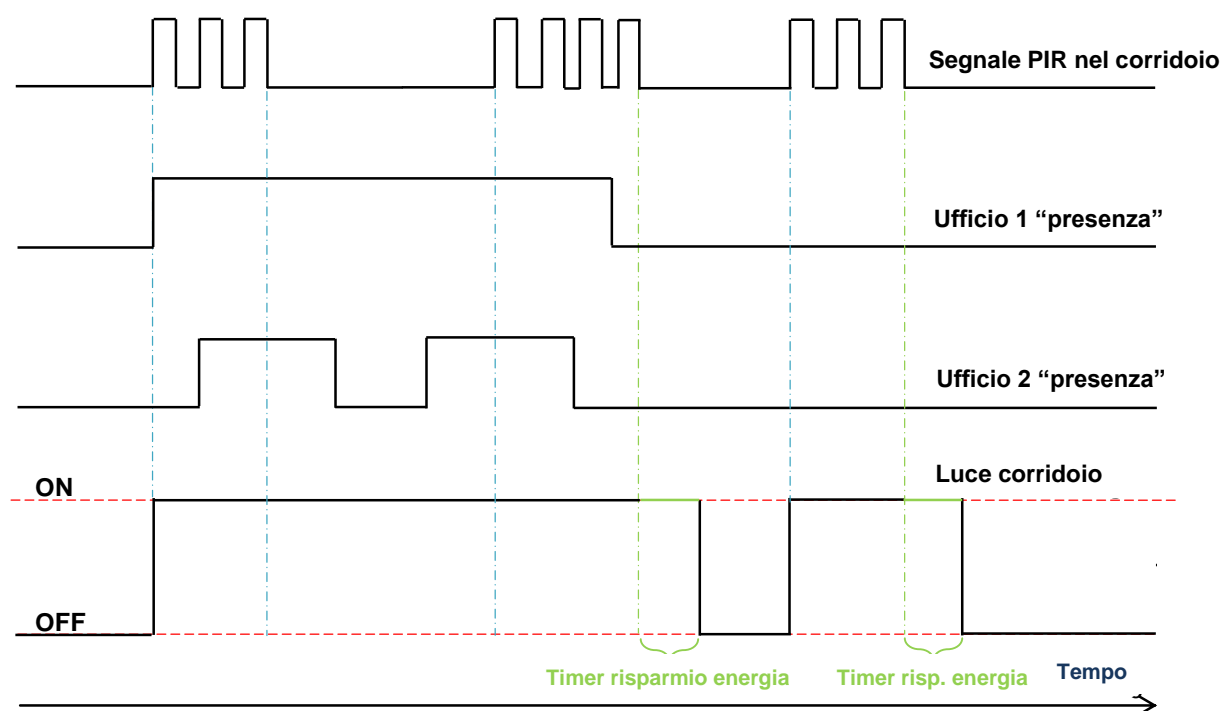 Segnale PIR nel corridoio
Ufficio 1 “presenza”
Ufficio 2 “presenza”
ON
Luce corridoio
OFF
Timer risparmio energia
Timer risp. energia
Tempo